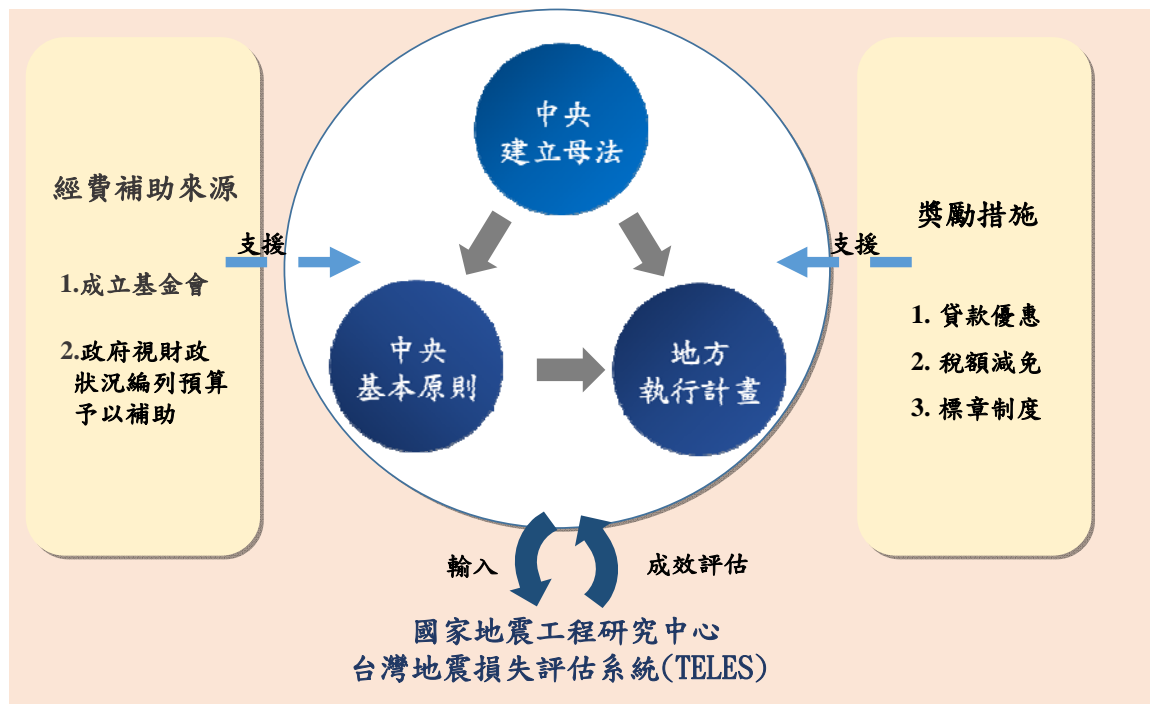 中央
建立母法
經費補助來源
支援
1.成立基金會
2.政府視財政
狀況編列預算
予以補助
中央
基本原則
地方
執行計畫
獎勵措施
支援
1. 貸款優惠
2. 稅額減免
3. 標章制度
輸入
成效評估
國家地震工程研究中心
台灣地震損失評估系統(TELES)